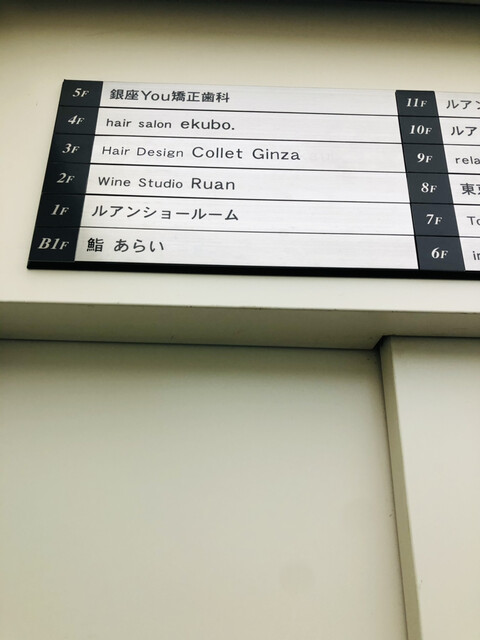 5F 銀座You矯正歯科
4F hair salon ekubo.
3F Hair Design Collet Ginza
2F Wine Studio Ruan
1F ルアンショールーム
B1F 鮨 あらい
11F ルア
10F ルア
9F rela
8F 東
7F To
6F in